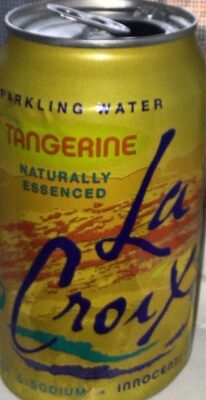 PARKLING WATER
TANGERINE
NATURALLY
ESSENCED
La
Croix
SODIUM - INNOCENT